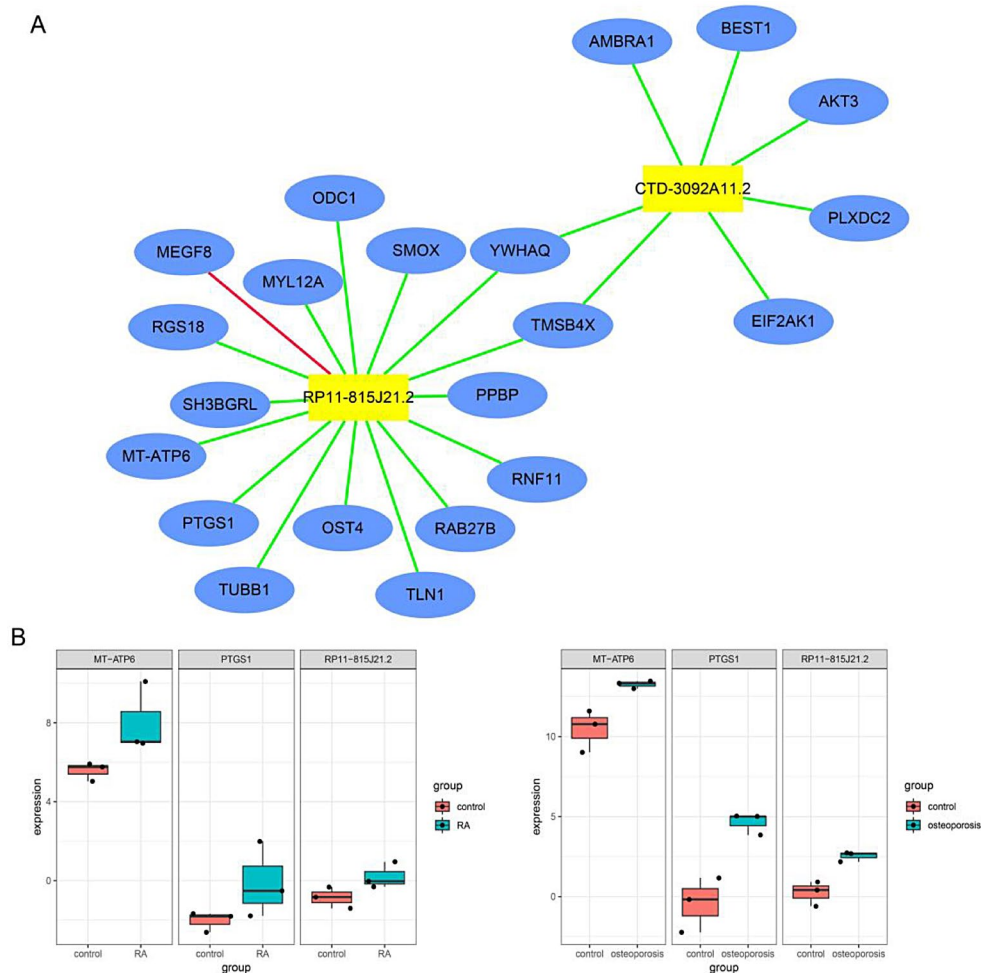 A
AMBRA1
BEST1
AKT3
CTD-3092A11.2
PLXDC2
ODC1
MEGF8
SMOX
YWHAQ
MYL12A
RGS18
TMSB4X
EIF2AK1
RP11-815J21.2
PPBP
SH3BGRL
MT-ATP6
RNF11
PTGS1
OST4
RAB27B
TUBB1
TLN1
B
MT−ATP6 PTGS1 RP11−815J21.2
8
4
0
expression
control RA control RA control RA
group
group
control
RA
MT−ATP6 PTGS1 RP11−815J21.2
10
5
0
expression
control osteoporosis control osteoporosis control osteoporosis
group
group
control
osteoporosis